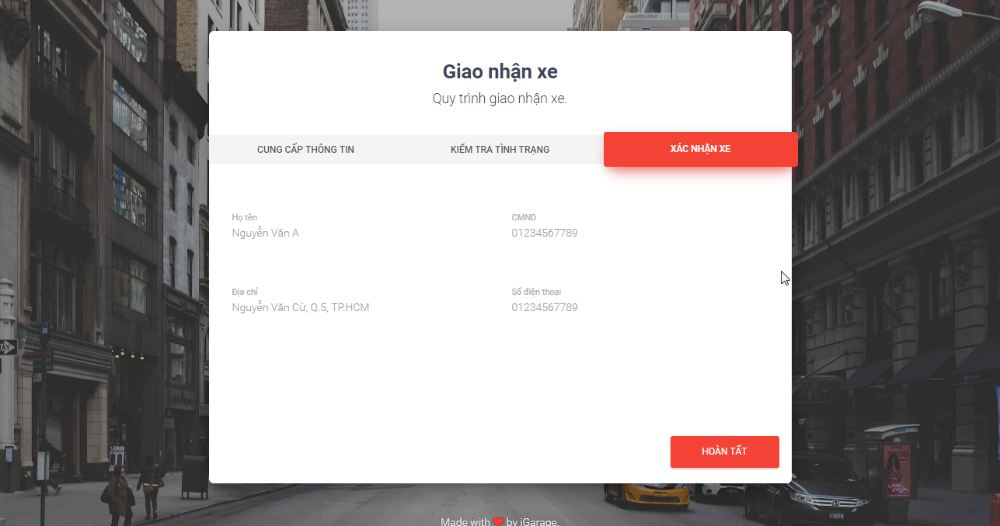 Giao nhận xe
Quy trình giao nhận xe.
CUNG CẤP THÔNG TIN
KIỂM TRA TÌNH TRẠNG
XÁC NHẬN XE
Họ tên
CMND
Nguyễn Văn A
01234567789
Địa chỉ
Số điện thoại
Nguyễn Văn Cừ, Q.5, TP.HCM
01234567789
HOÀN TẤT
Made with ❤ by iGarage.